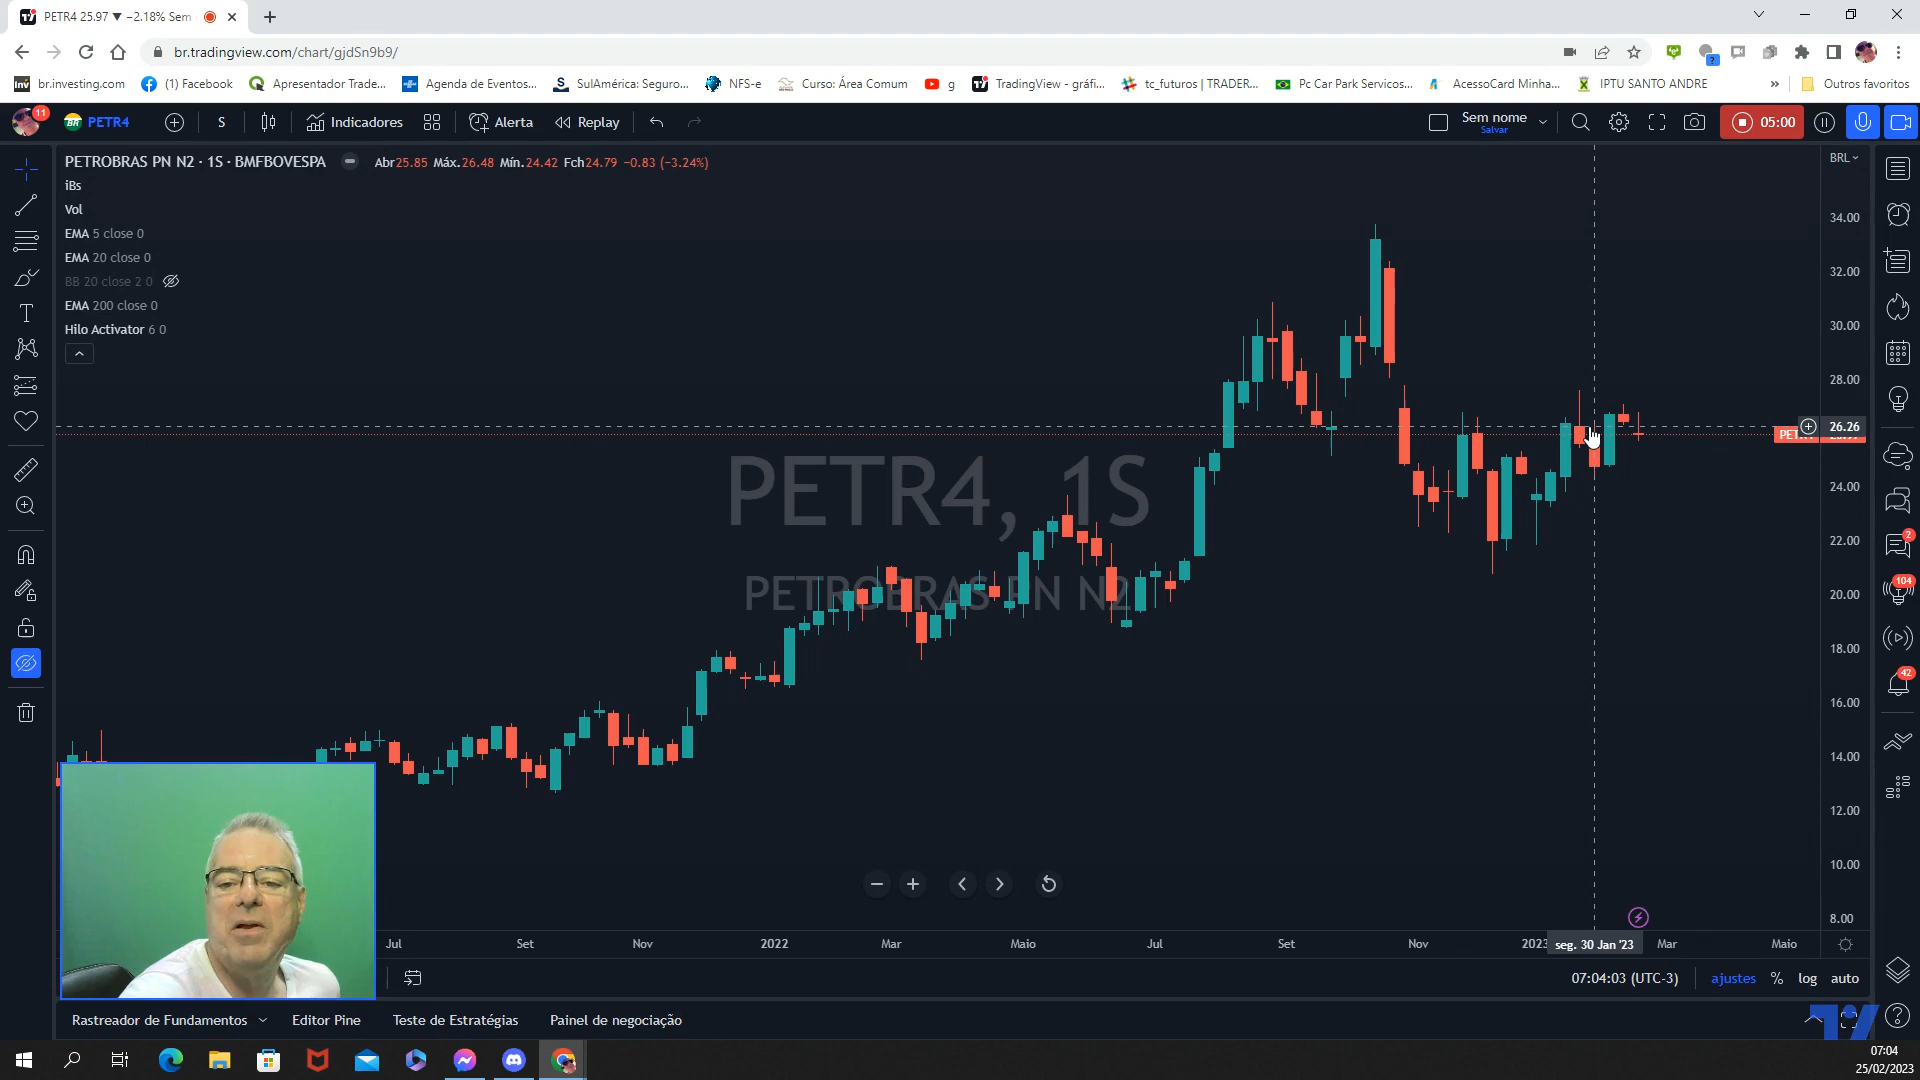 PETR4 25.97 ▼ −2.18% Sem
br.tradingview.com/chart/gjdSn9b9/
br.investing.com
(1) Facebook
Apresentador Trade...
Agenda de Eventos...
SulAmérica: Seguro...
NFS-e
Curso: Área Comum
g
TradingView - gráfi...
tc_futuros | TRADER...
Pc Car Park Servicos...
AcessoCard Minha...
IPTU SANTO ANDRE
»
Outros favoritos
11
PETR4
S
Indicadores
Alerta
Replay
Sem nome
Salvar
05:00
PETROBRAS PN N2 · 1S · BMFBOVESPA
Abr25.85 Máx.26.48 Mín.24.42 Fch24.79 −0.83 (−3.24%)
BRL
iBs
Vol
EMA 5 close 0
EMA 20 close 0
BB 20 close 2 0
EMA 200 close 0
Hilo Activator 6 0
34.00
32.00
30.00
28.00
26.26
24.00
22.00
20.00
18.00
16.00
14.00
12.00
10.00
8.00
PETR4, 1S
PETROBRAS PN N2
2
104
42
Jul
Set
Nov
2022
Mar
Maio
Jul
Set
Nov
2023
seg. 30 Jan '23
Mar
Maio
07:04:03 (UTC-3)
ajustes
%
log
auto
Rastreador de Fundamentos
Editor Pine
Teste de Estratégias
Painel de negociação
07:04
25/02/2023